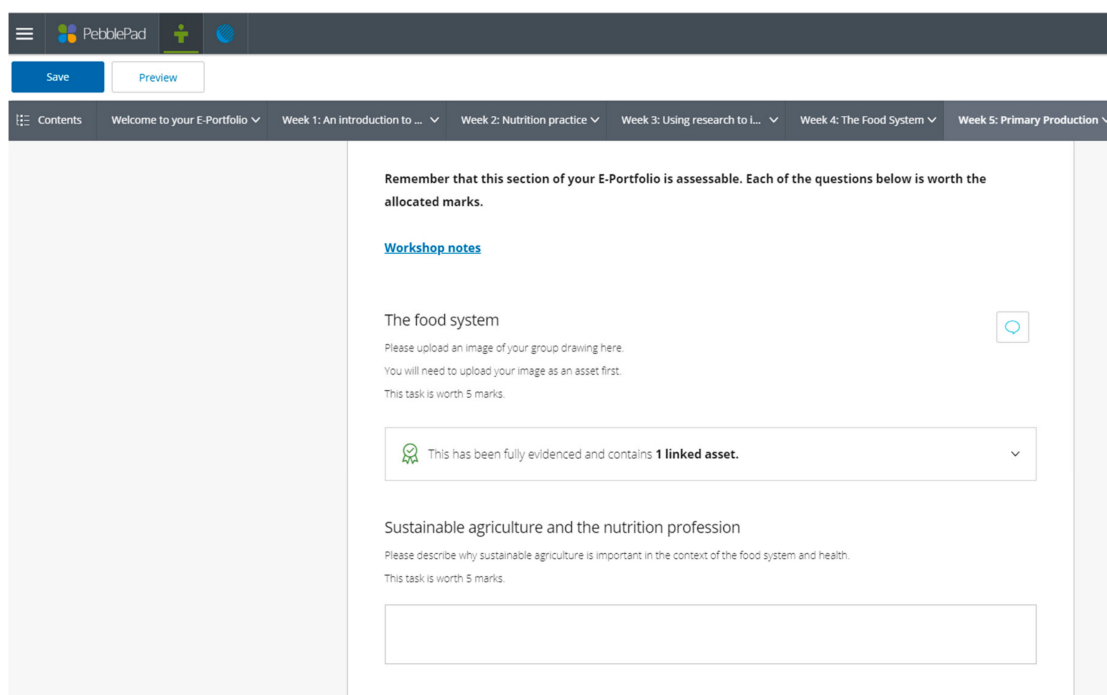 PebblePad
Save
Preview
Contents
Welcome to your E-Portfolio
Week 1: An introduction to ...
Week 2: Nutrition practice
Week 3: Using research to i...
Week 4: The Food System
Week 5: Primary Production
Remember that this section of your E-Portfolio is assessable. Each of the questions below is worth the
allocated marks.
Workshop notes
The food system
Please upload an image of your group drawing here.
You will need to upload your image as an asset first.
This task is worth 5 marks.
This has been fully evidenced and contains 1 linked asset.
Sustainable agriculture and the nutrition profession
Please describe why sustainable agriculture is important in the context of the food system and health.
This task is worth 5 marks.